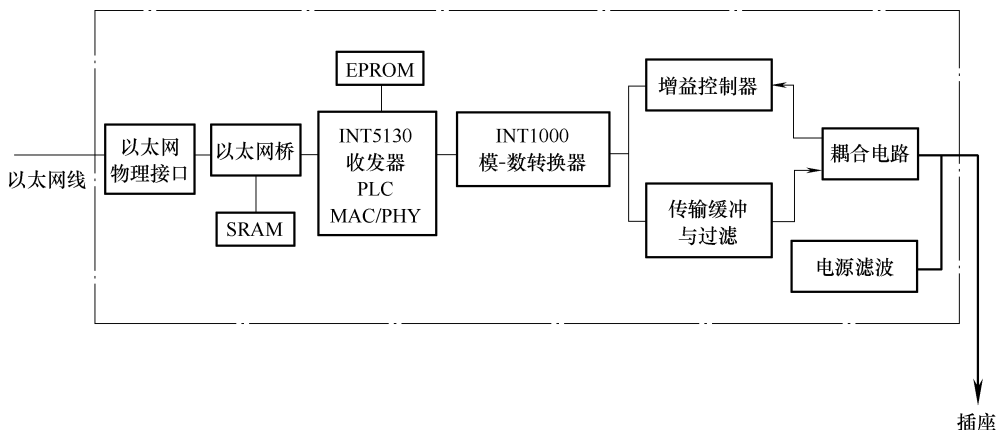 EPROM
增益控制器
INT5130
收发器
PLC
MAC/PHY
INT1000
模-数转换器
以太网
物理接口
以太网桥
耦合电路
以太网线
SRAM
传输缓冲
与过滤
电源滤波
插座